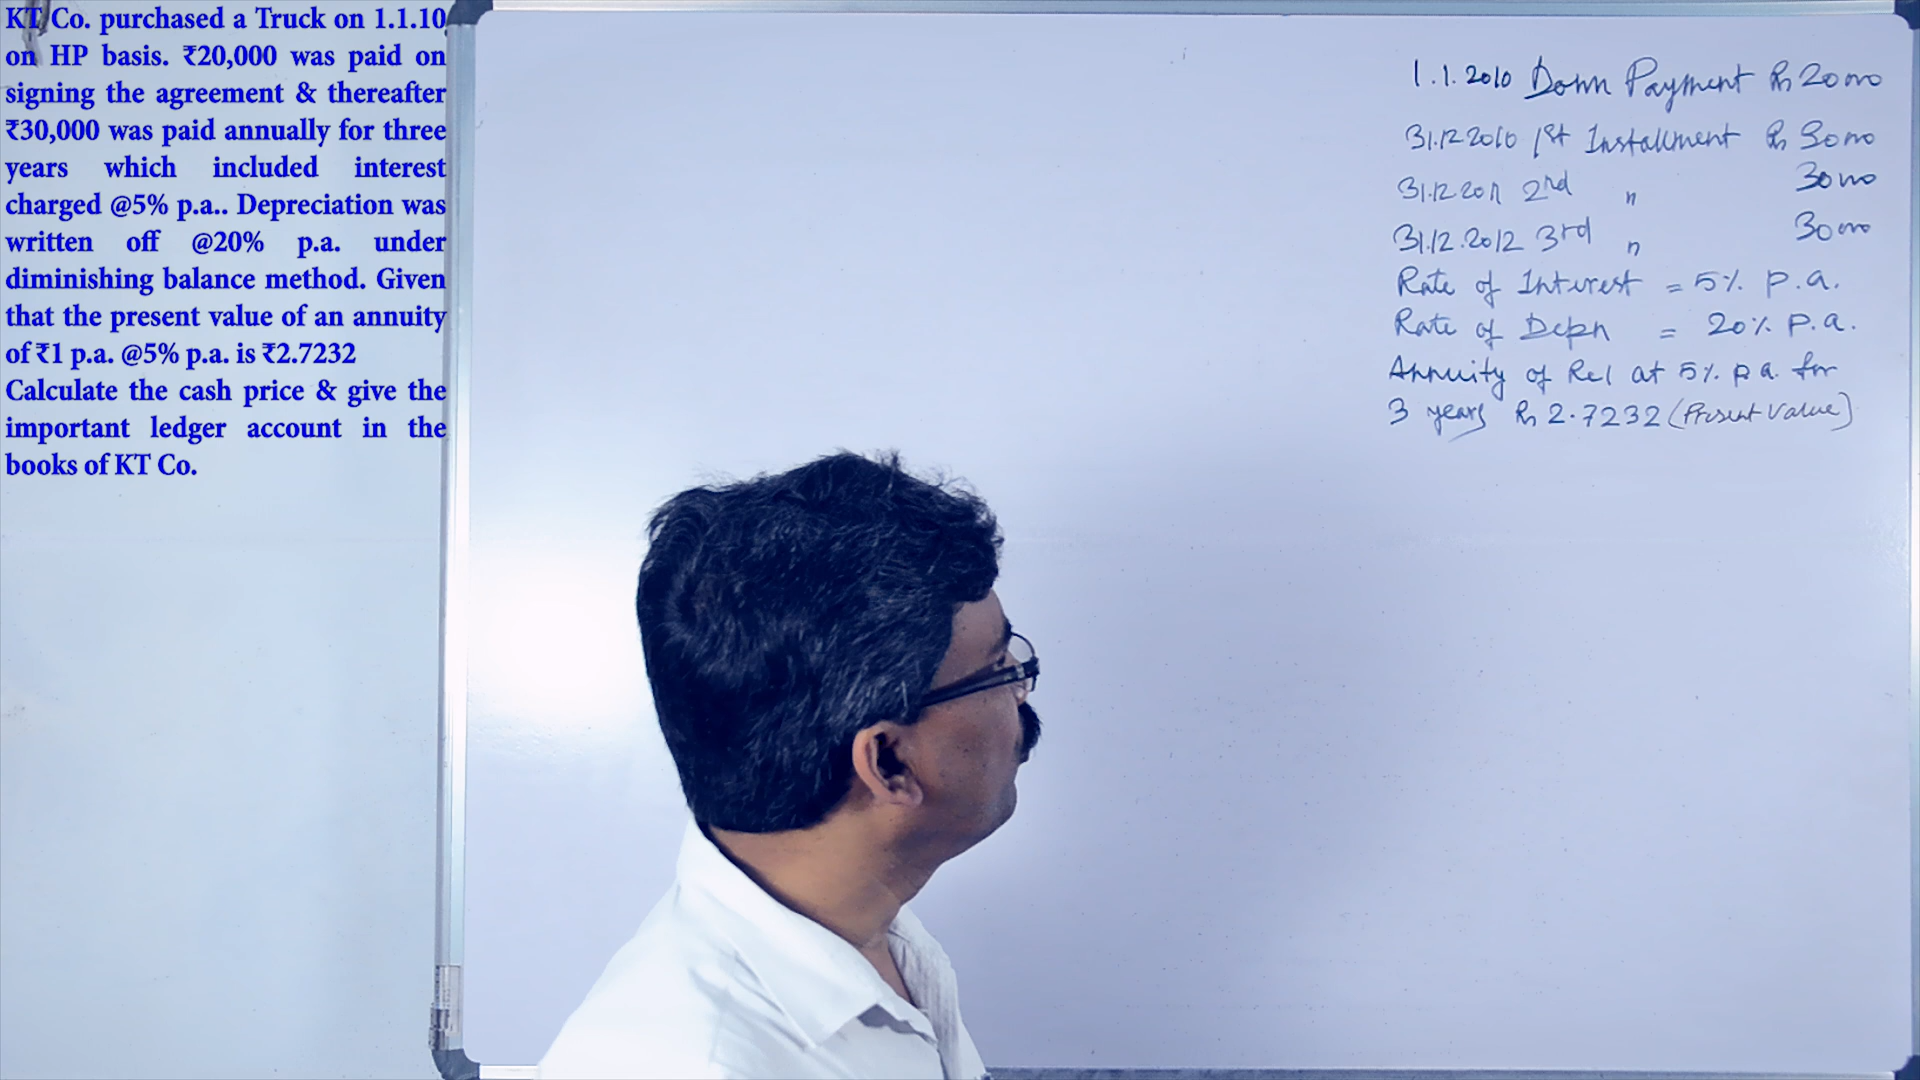 KT Co. purchased a Truck on 1.1.10
on HP basis. ₹20,000 was paid on
signing the agreement & thereafter
₹30,000 was paid annually for three
years which included interest
charged @5% p.a.. Depreciation was
written off @20% p.a. under
diminishing balance method. Given
that the present value of an annuity
of ₹1 p.a. @5% p.a. is ₹2.7232
Calculate the cash price & give the
important ledger account in the
books of KT Co.
1.1.2010 Down Payment Rs 20000
31.12.2010 1st Installment Rs 30000
31.12.2011 2nd " 30000
31.12.2012 3rd " 30000
Rate of Interest = 5% p.a.
Rate of Depn = 20% p.a.
Annuity of Re1 at 5% p.a. for
3 years Rs 2.7232 (Present Value)